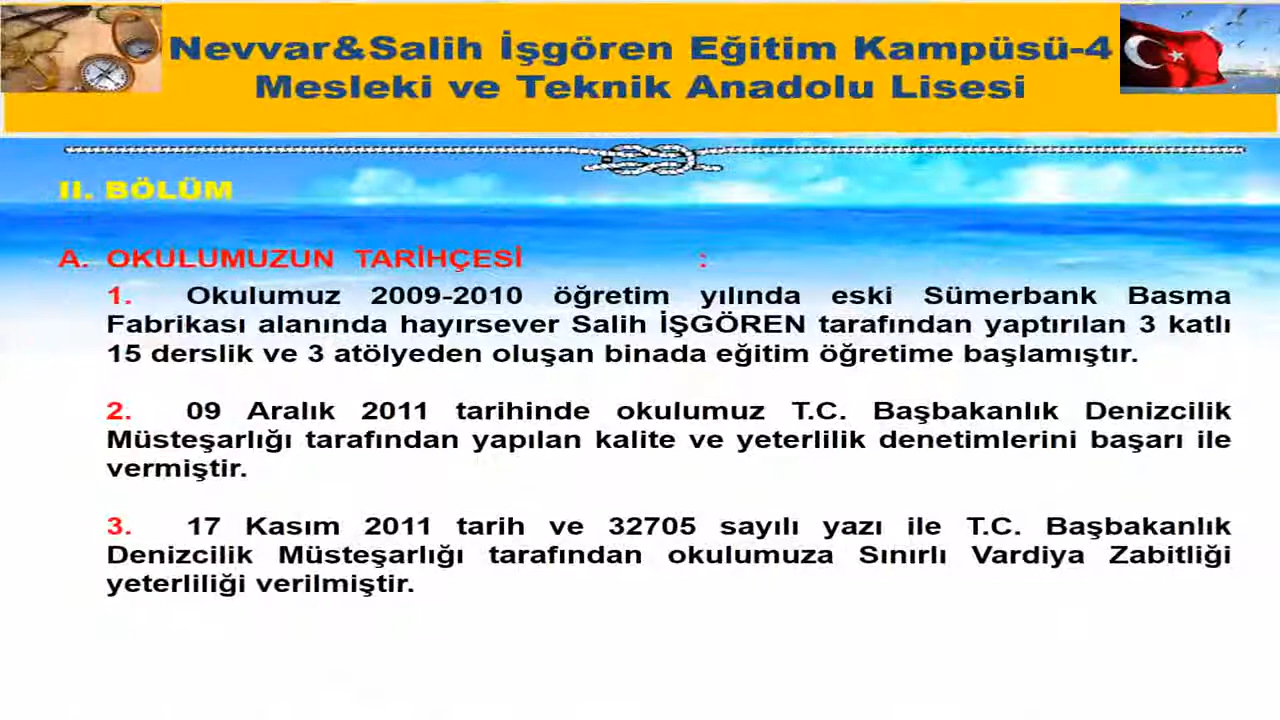 Nevvar&Salih İşgören Eğitim Kampüsü-4
Mesleki ve Teknik Anadolu Lisesi
II. BÖLÜM
A. OKULUMUZUN TARİHÇESİ :
1. Okulumuz 2009-2010 öğretim yılında eski Sümerbank Basma
Fabrikası alanında hayırsever Salih İŞGÖREN tarafından yaptırılan 3 katlı
15 derslik ve 3 atölyeden oluşan binada eğitim öğretime başlamıştır.
2. 09 Aralık 2011 tarihinde okulumuz T.C. Başbakanlık Denizcilik
Müsteşarlığı tarafından yapılan kalite ve yeterlilik denetimlerini başarı ile
vermiştir.
3. 17 Kasım 2011 tarih ve 32705 sayılı yazı ile T.C. Başbakanlık
Denizcilik Müsteşarlığı tarafından okulumuza Sınırlı Vardiya Zabitliği
yeterliliği verilmiştir.